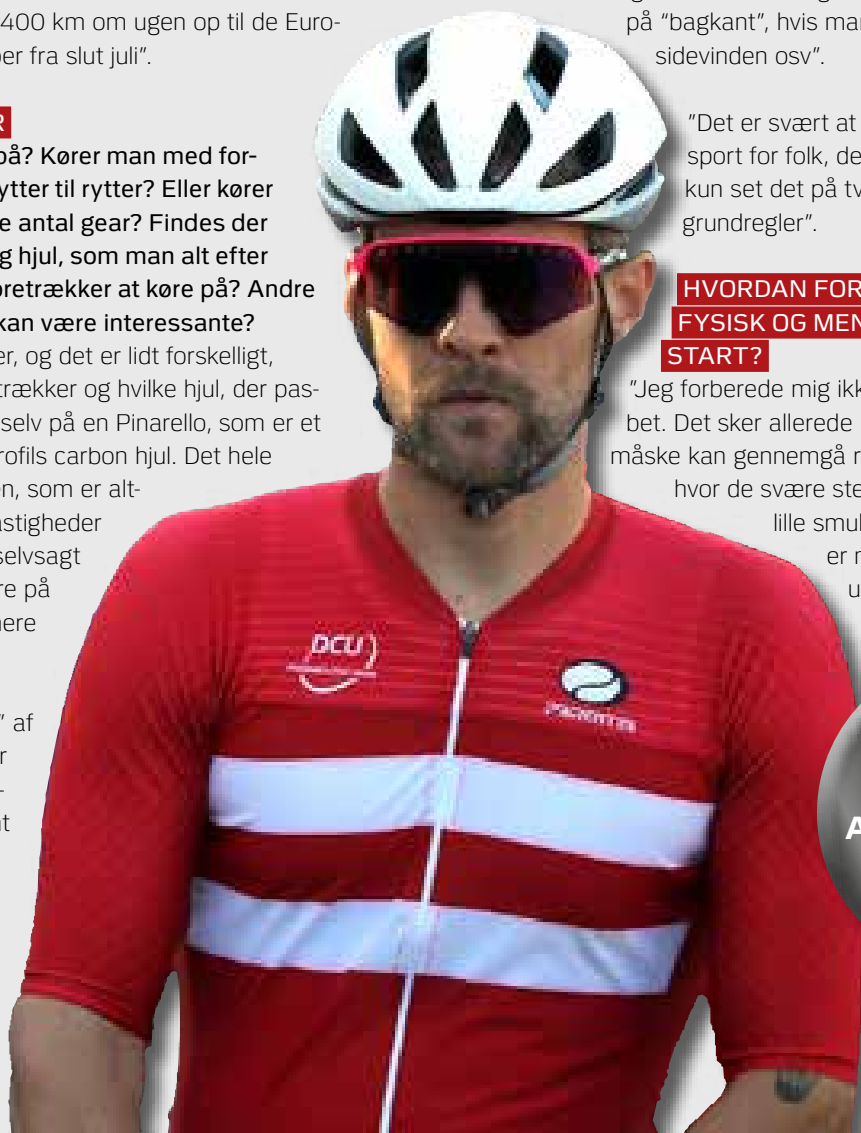 400 km om ugen op til de Euro-
er fra slut juli”.
R
på? Kører man med for-
ytter til rytter? Eller kører
e antal gear? Findes der
g hjul, som man alt efter
oretrækker at køre på? Andre
kan være interessante?
er, og det er lidt forskelligt,
trækker og hvilke hjul, der pas-
selv på en Pinarello, som er et
rofils carbon hjul. Det hele
en, som er alt-
astigheder
selvsagt
re på
nere
” af
r
-
nt
DCU
på “bagkant”, hvis man
sidevinden osv”.
“Det er svært at
sport for folk, de
kun set det på tv
grundregler”.
HVORDAN FOR
FYSISK OG MEN
START?
“Jeg forberede mig ikk
bet. Det sker allerede
måske kan gennemgå r
hvor de svære ste
lille smul
er n
u
A